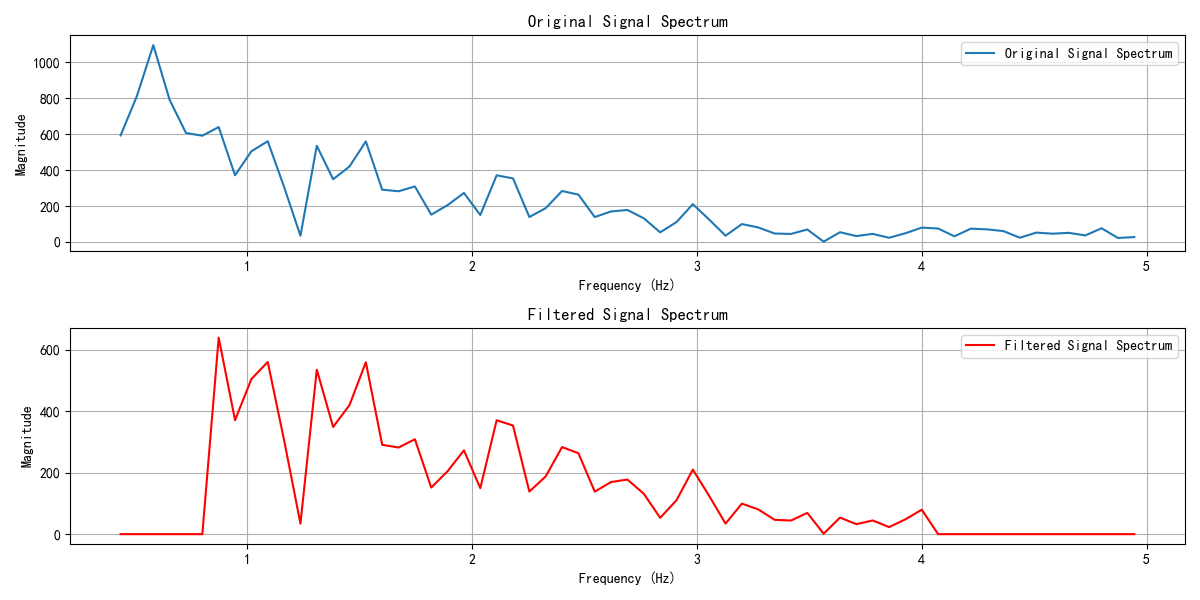 Original Signal Spectrum
Original Signal Spectrum
Magnitude
1000
800
600
400
200
0
1 2 3 4 5
Frequency (Hz)
Filtered Signal Spectrum
Filtered Signal Spectrum
Magnitude
600
400
200
0
1 2 3 4 5
Frequency (Hz)